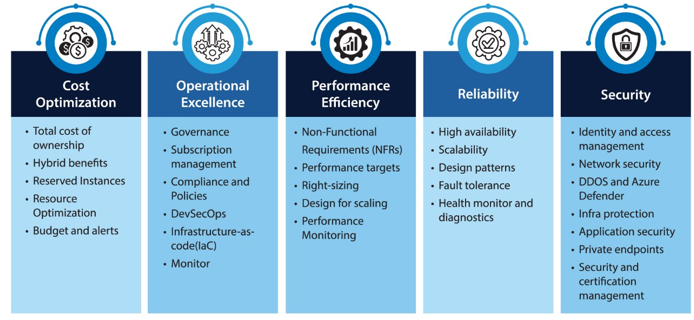 Cost
Optimization
• Total cost of
ownership
• Hybrid benefits
• Reserved Instances
• Resource
Optimization
• Budget and alerts
Operational
Excellence
• Governance
• Subscription
management
• Compliance and
Policies
• DevSecOps
• Infrastructure-as-
code(IaC)
• Monitor
Performance
Efficiency
• Non-Functional
Requirements (NFRs)
• Performance targets
• Right-sizing
• Design for scaling
• Performance
Monitoring
Reliability
• High availability
• Scalability
• Design patterns
• Fault tolerance
• Health monitor and
diagnostics
Security
• Identity and access
management
• Network security
• DDOS and Azure
Defender
• Infra protection
• Application security
• Private endpoints
• Security and
certification
management